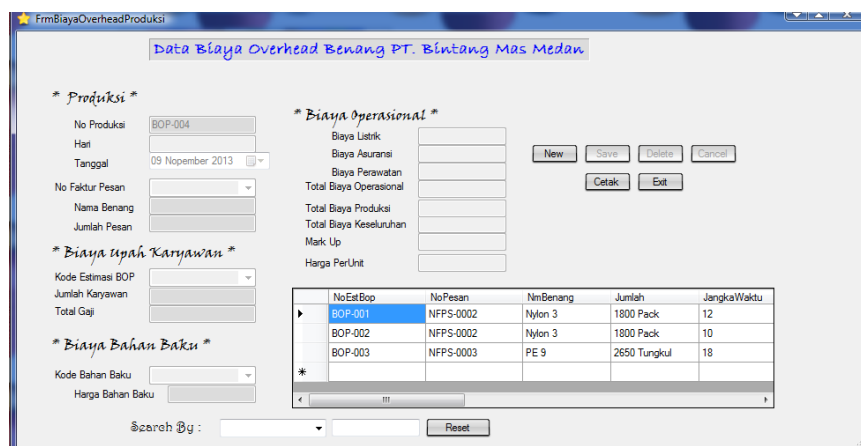 FrmBiayaOverheadProduksi
Data Biaya Overhead Benang PT. Bintang Mas Medan
* Produksi *
No Produksi BOP-004
Hari
Tanggal 09 Nopember 2013
No Faktur Pesan
Nama Benang
Jumlah Pesan
* Biaya Upah Karyawan *
Kode Estimasi BOP
Jumlah Karyawan
Total Gaji
* Biaya Bahan Baku *
Kode Bahan Baku
Harga Bahan Baku
* Biaya Operasional *
Biaya Listrik
Biaya Asuransi
Biaya Perawatan
Total Biaya Operasional
Total Biaya Produksi
Total Biaya Keseluruhan
Mark Up
Harga PerUnit
New Save Delete Cancel
Cetak Exit
NoEstBop NoPesan NmBenang Jumlah JangkaWaktu
BOP-001 NFPS-0002 Nylon 3 1800 Pack 12
BOP-002 NFPS-0002 Nylon 3 1800 Pack 10
BOP-003 NFPS-0003 PE 9 2650 Tungkul 18
Search By : Reset